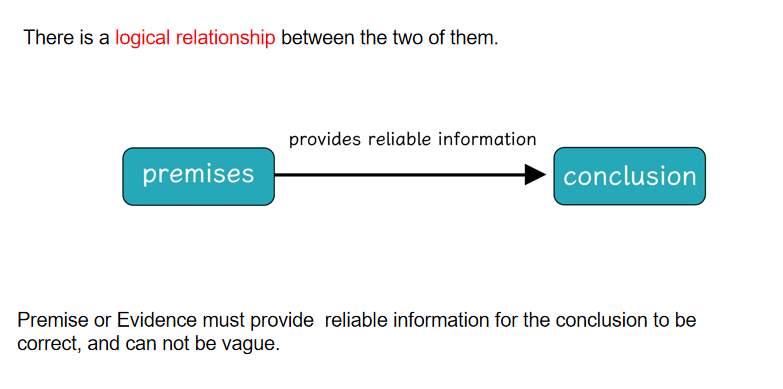 There is a logical relationship between the two of them.
provides reliable information
premises
conclusion
Premise or Evidence must provide  reliable information for the conclusion to be
correct, and can not be vague.